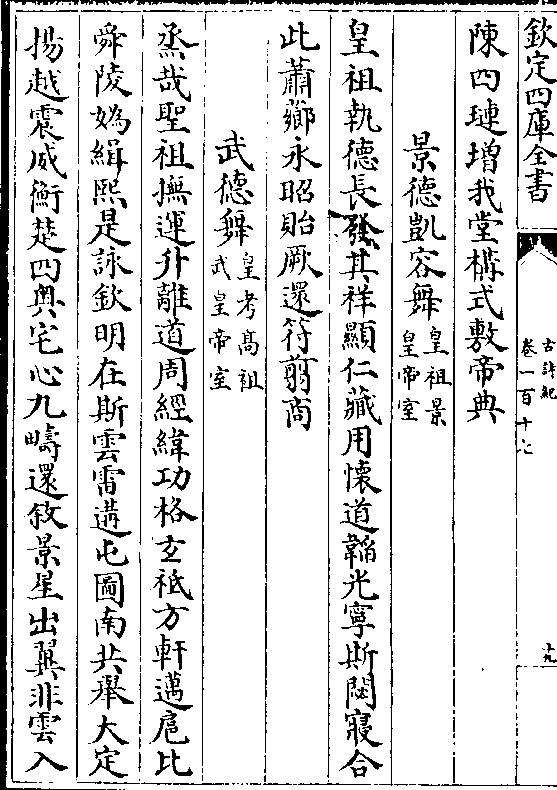 欽定四庫全書
古詩紀
卷一百十七
十九
陳四璉增我堂構式敷帝典
景德凱容舞皇祖景皇帝室
皇祖執德長發其祥顯仁藏用懷道韜光寧斯閟寢合
此蕭薌永昭貽厥還符翦商
武德舞皇考髙祖武皇帝室
烝哉聖祖撫運升離道周經緯功格玄祗方軒邁扈比
舜陵媯緝熙是詠欽明在斯雲雷遘屯圖南共舉大定
揚越震威衡楚四奧宅心九疇還敘景星出翼非雲入